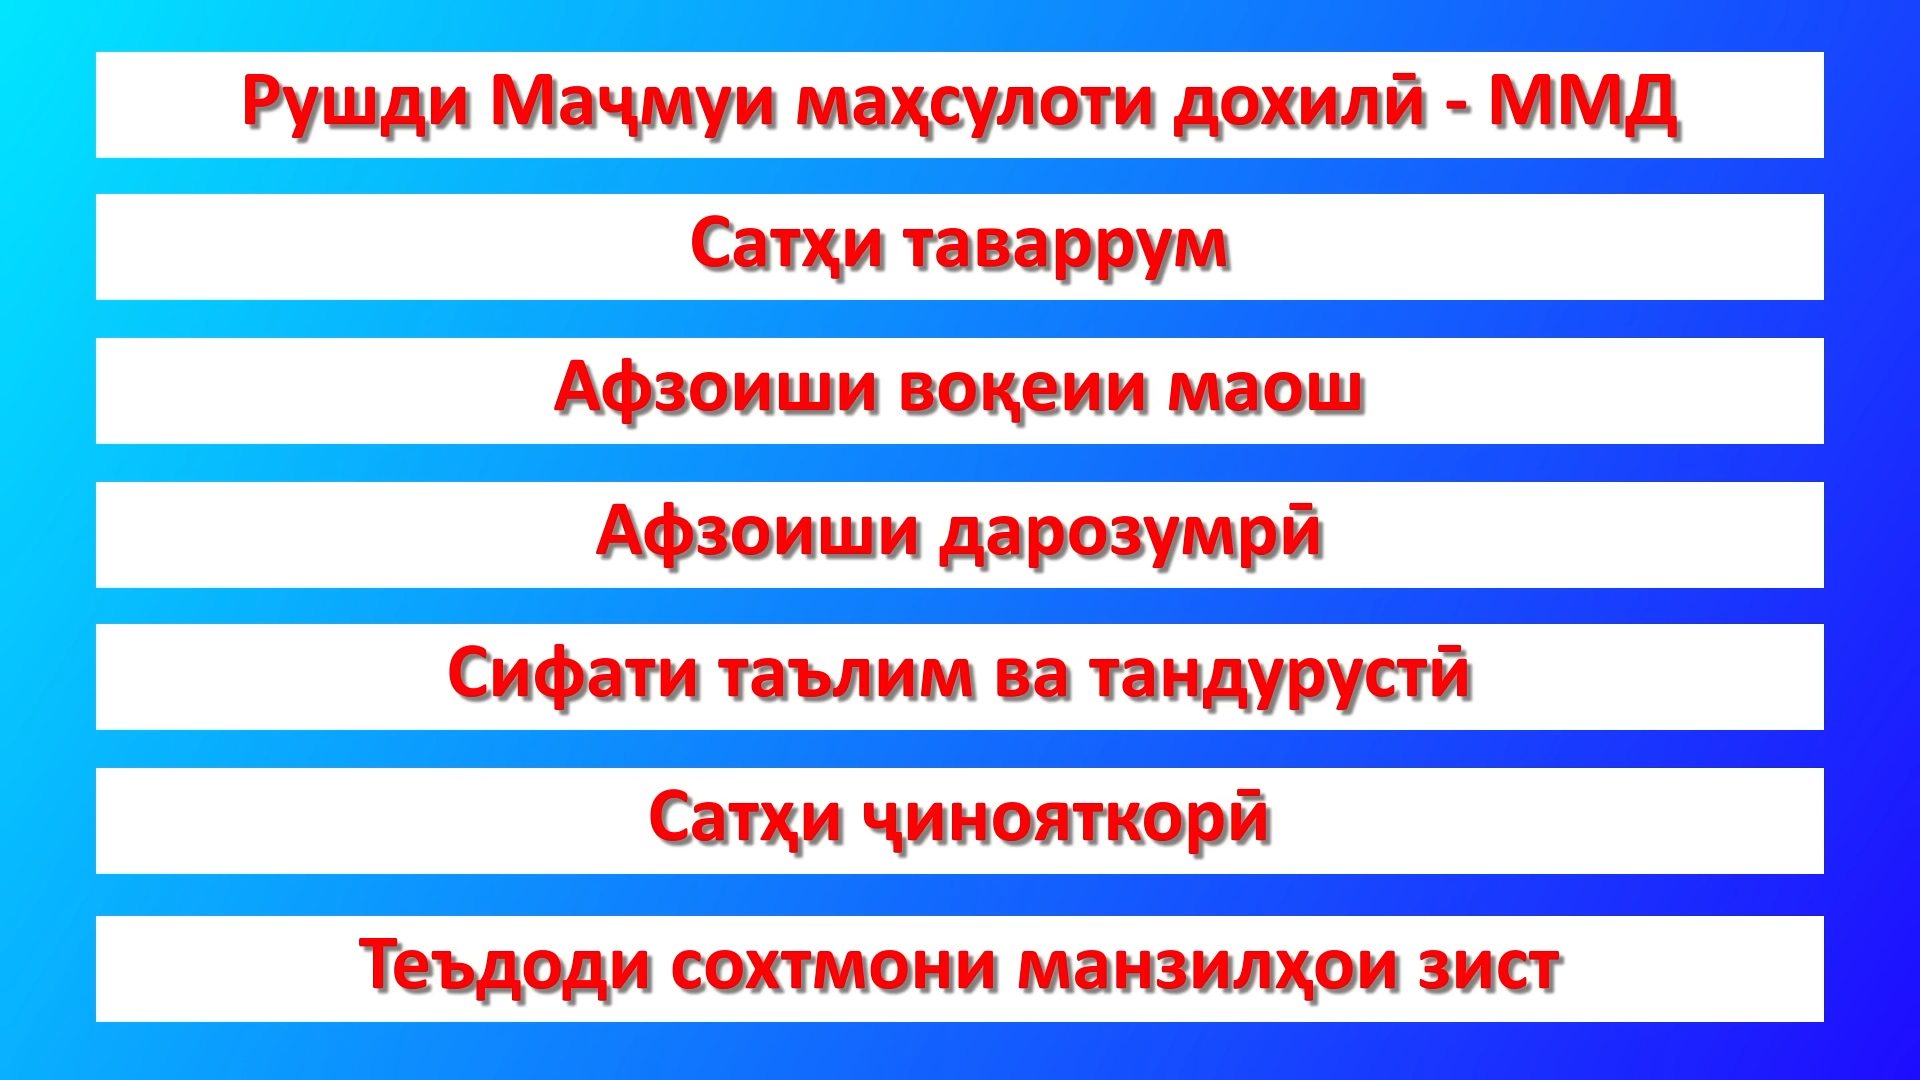 Рушди Маҷмуи маҳсулоти дохилӣ - ММД
Сатҳи таваррум
Афзоиши воқеии маош
Афзоиши дарозумрӣ
Сифати таълим ва тандурустӣ
Сатҳи ҷинояткорӣ
Теъдоди сохтмони манзилҳои зист